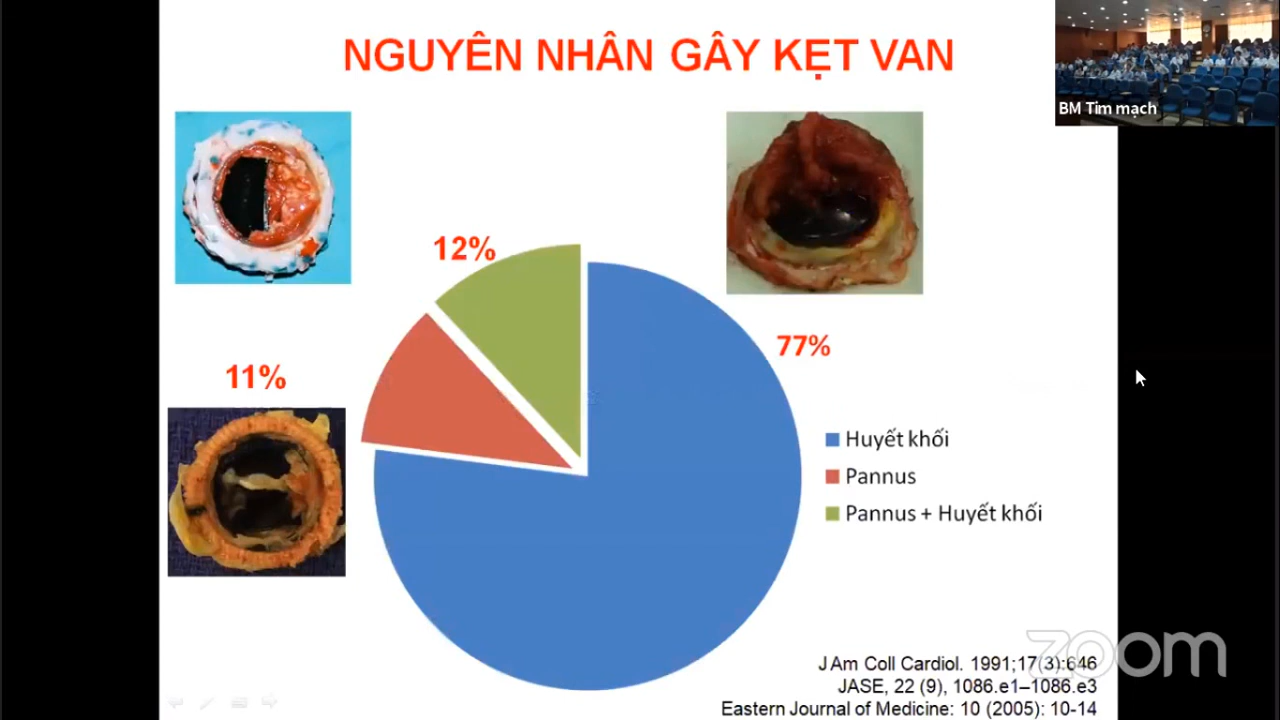 NGUYÊN NHÂN GÂY KẸT VAN
BM Tim mạch
12%
77%
11%
Huyết khối
Pannus
Pannus + Huyết khối
zoom
J Am Coll Cardiol. 1991;17(3):646
JASE, 22 (9), 1086.e1–1086.e3
Eastern Journal of Medicine: 10 (2005): 10-14